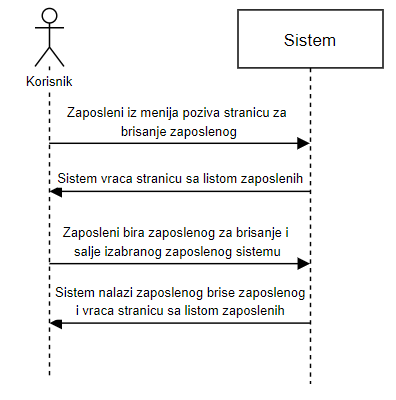 Sistem
Korisnik
Zaposleni iz menija poziva stranicu za
brisanje zaposlenog
Sistem vraca stranicu sa listom zaposlenih
Zaposleni bira zaposlenog za brisanje i
salje izabranog zaposlenog sistemu
Sistem nalazi zaposlenog brise zaposlenog
i vraca stranicu sa listom zaposlenih